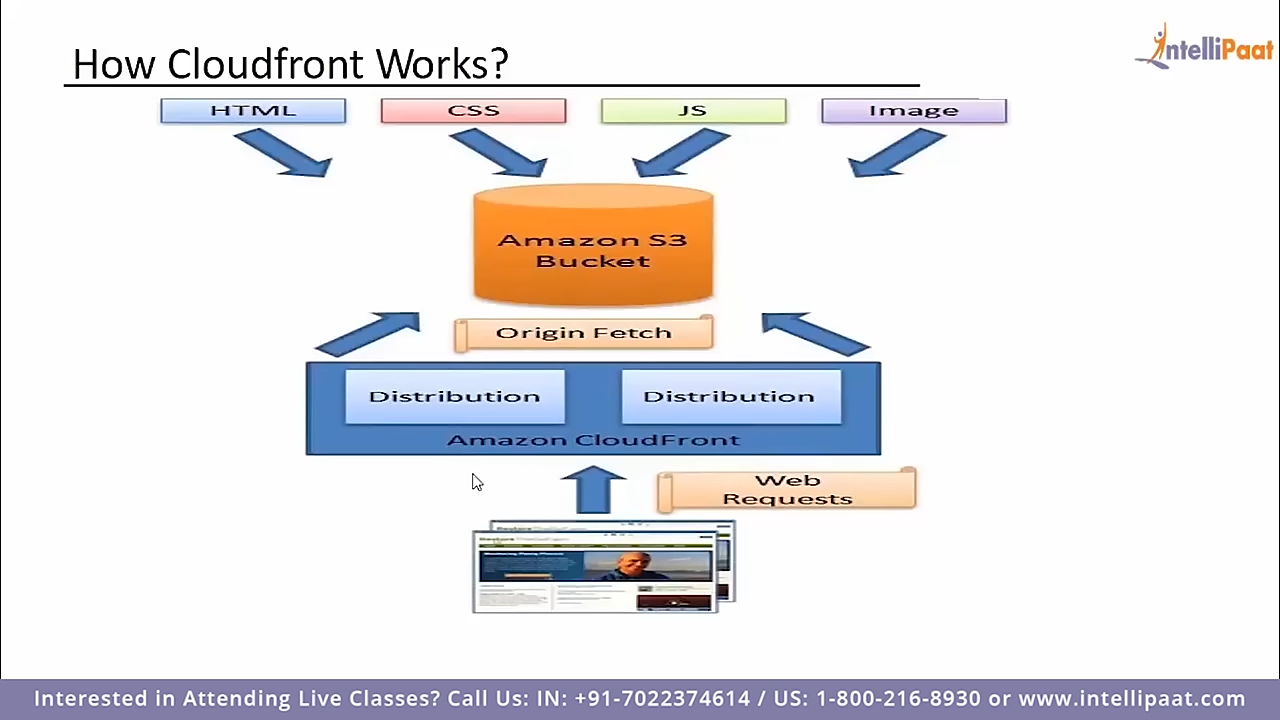 How Cloudfront Works?
IntelliPaat
HTML
CSS
JS
Image
Amazon S3
Bucket
Origin Fetch
Distribution
Distribution
Amazon CloudFront
Web
Requests
Interested in Attending Live Classes? Call Us: IN: +91-7022374614 / US: 1-800-216-8930 or www.intellipaat.com